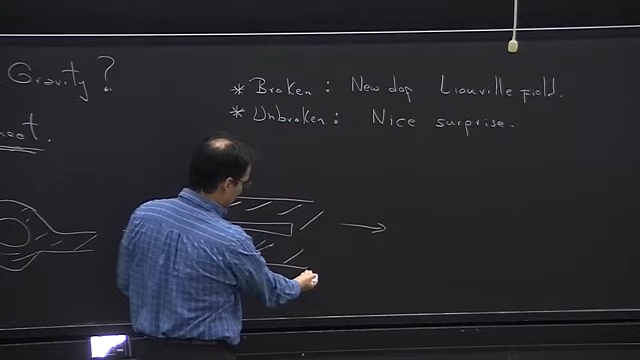 Gravity?
* Broken: New dof. Liouville field.
* Unbroken: Nice surprise.